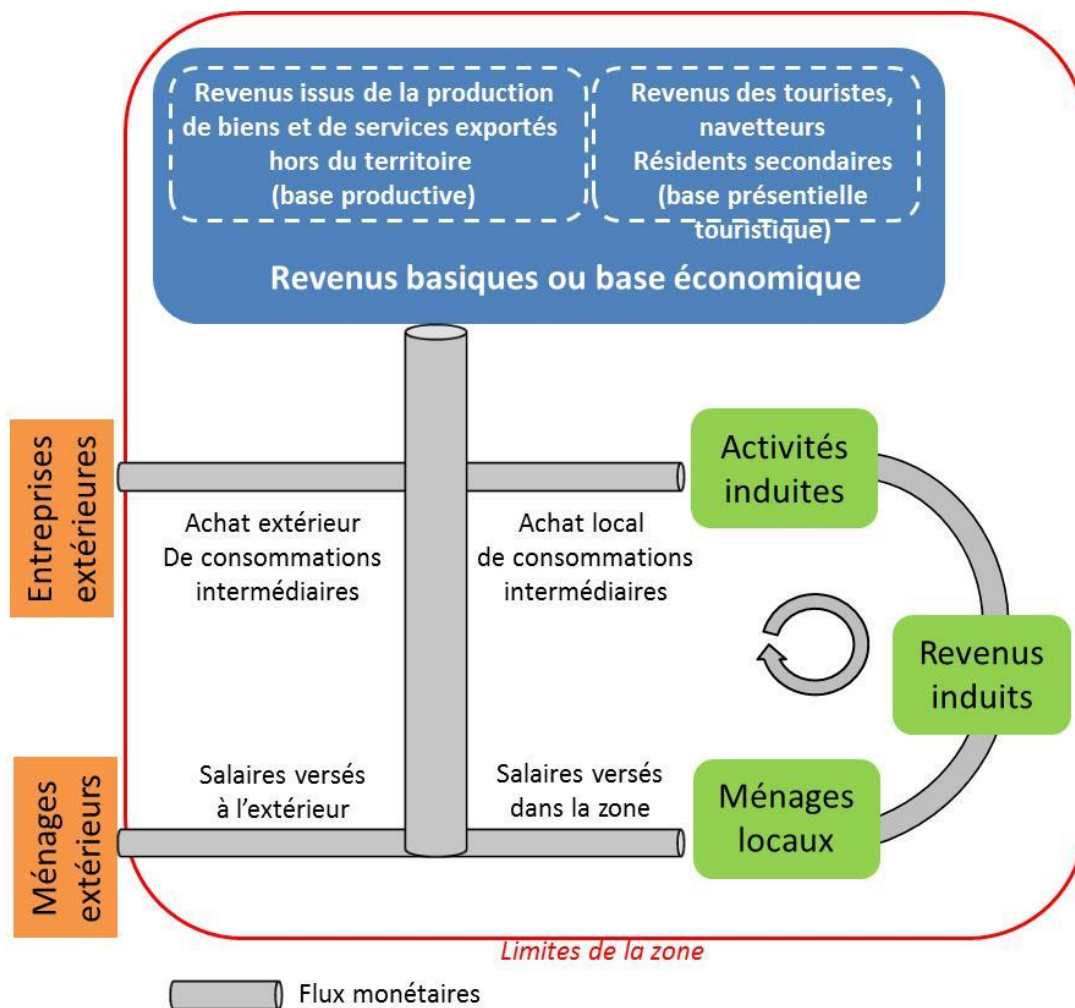 Revenus issus de la production
de biens et de services exportés
hors du territoire
(base productive)
Revenus des touristes,
navetteurs
Résidents secondaires
(base présentielle
touristique)
Revenus basiques ou base économique
Entreprises
extérieures
Achat extérieur
De consommations
intermédiaires
Achat local
de consommations
intermédiaires
Activités
induites
Revenus
induits
Ménages
extérieurs
Salaires versés
à l’extérieur
Salaires versés
dans la zone
Ménages
locaux
Limites de la zone
Flux monétaires